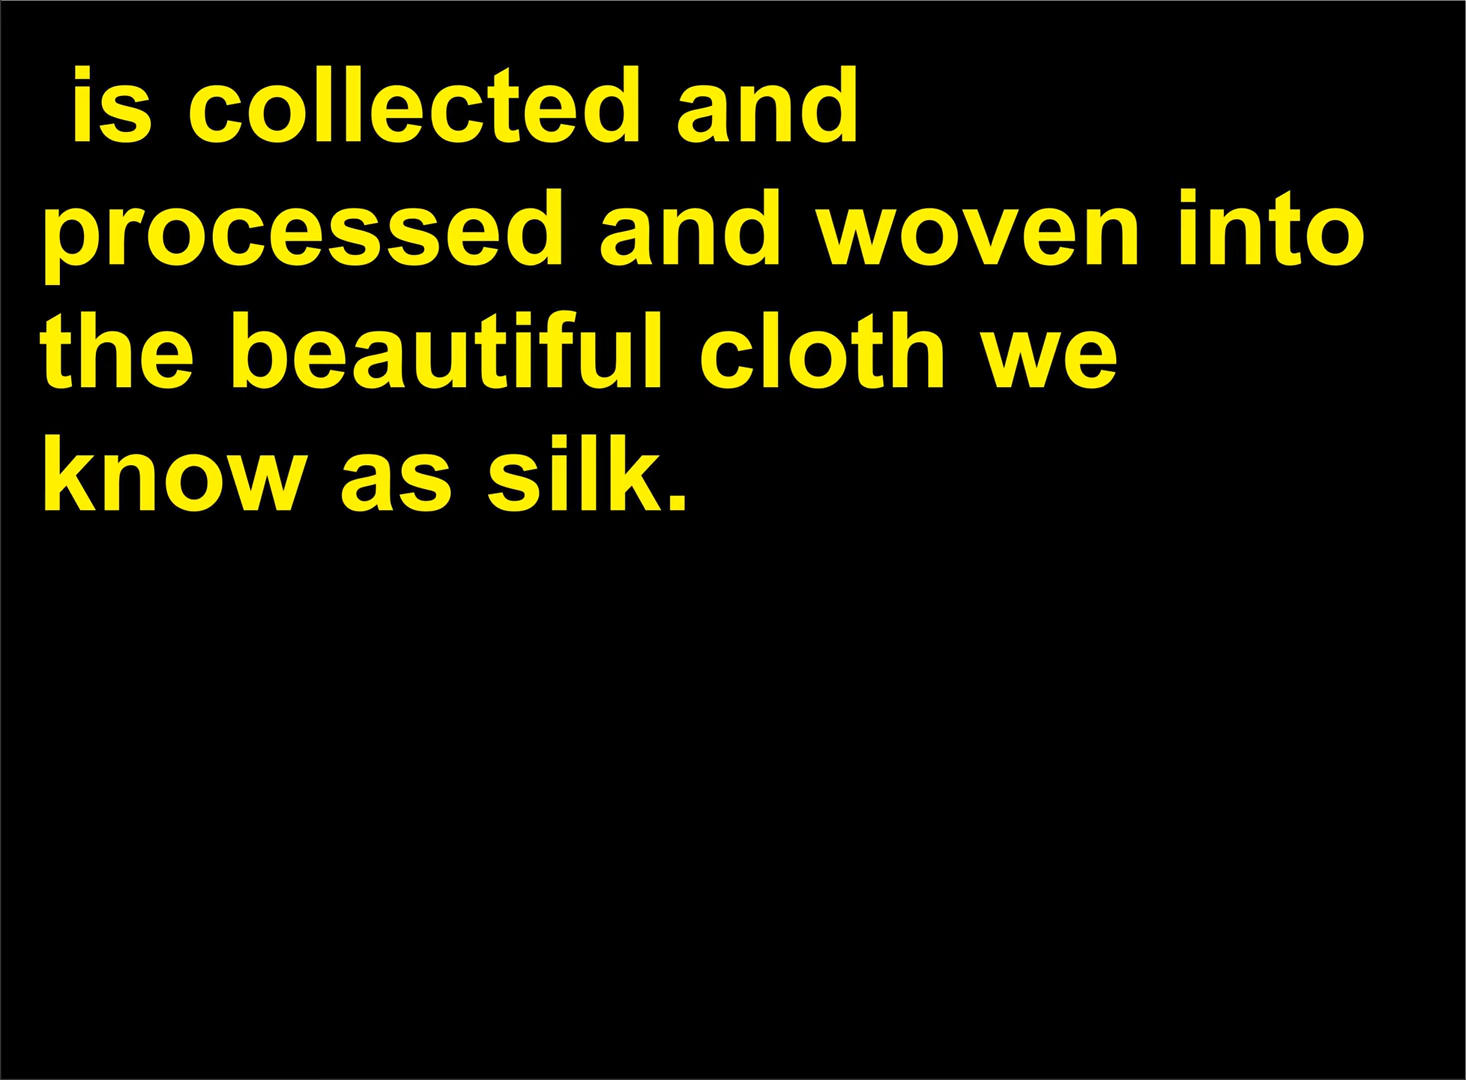 is collected and
processed and woven into
the beautiful cloth we
know as silk.